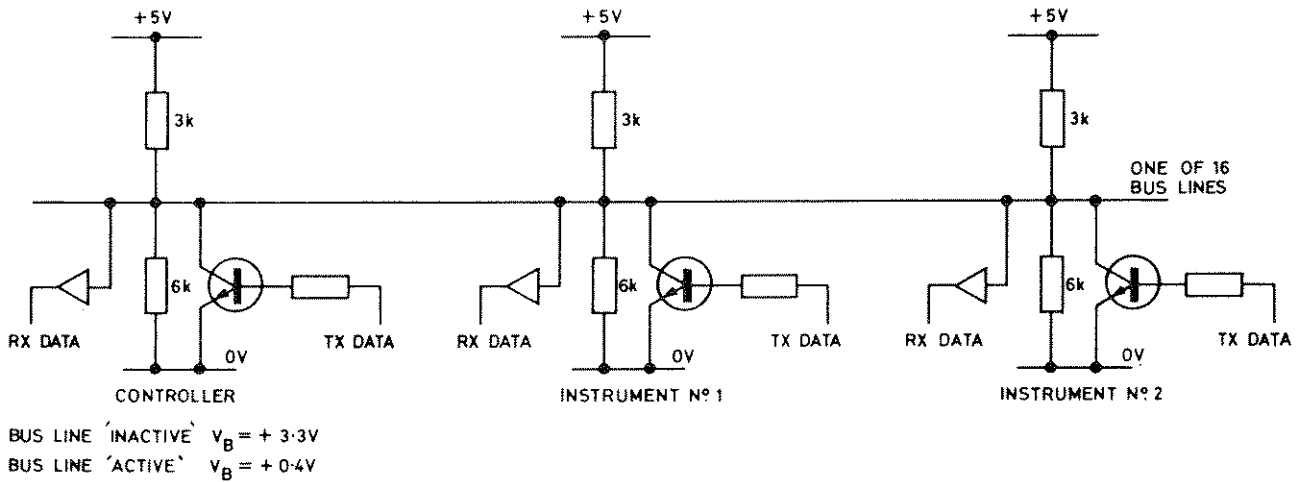 +5V +5V +5V
3k 3k 3k
ONE OF 16
BUS LINES
6k 6k 6k
RX DATA TX DATA RX DATA TX DATA RX DATA TX DATA
0V 0V 0V
CONTROLLER INSTRUMENT Nº 1 INSTRUMENT Nº 2
BUS LINE 'INACTIVE' VB = + 3·3V
BUS LINE 'ACTIVE' VB = + 0·4V